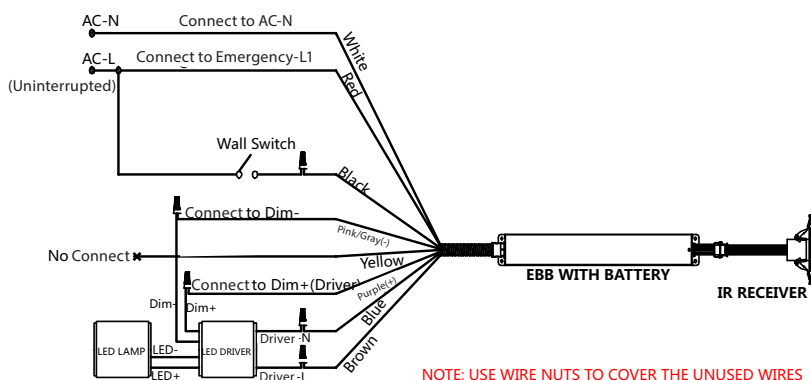 AC-N
Connect to AC-N
White
AC-L
Connect to Emergency-L1
(Uninterrupted)
Red
Wall Switch
Black
Connect to Dim-
Pink/Gray(-)
No Connect
Yellow
EBB WITH BATTERY
IR RECEIVER
Connect to Dim+(Driver)
Purple(+)
Dim-
Dim+
Blue
LED LAMP
LED-
LED DRIVER
Driver -N
LED+
Driver -L
Brown
NOTE: USE WIRE NUTS TO COVER THE UNUSED WIRES